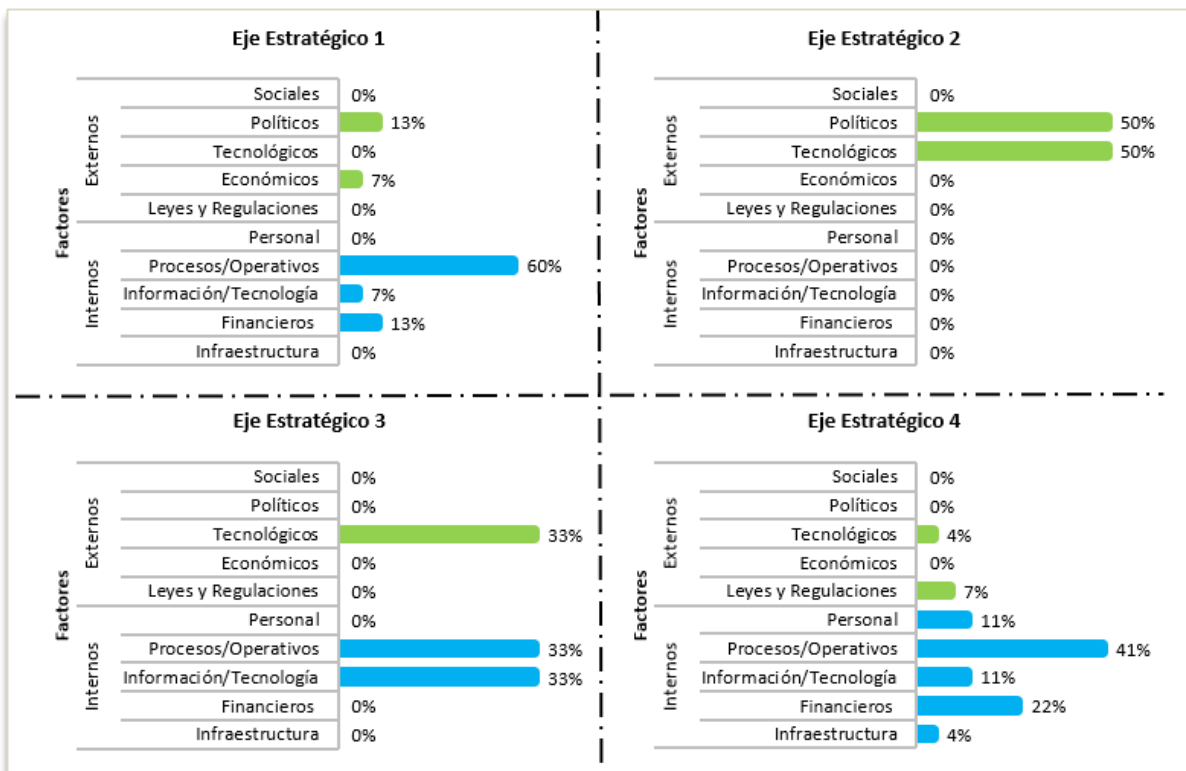 Eje Estratégico 1
Factores
Externos
Sociales 0%
Políticos 13%
Tecnológicos 0%
Económicos 7%
Leyes y Regulaciones 0%
Internos
Personal 0%
Procesos/Operativos 60%
Información/Tecnología 7%
Financieros 13%
Infraestructura 0%
Eje Estratégico 2
Factores
Externos
Sociales 0%
Políticos 50%
Tecnológicos 50%
Económicos 0%
Leyes y Regulaciones 0%
Internos
Personal 0%
Procesos/Operativos 0%
Información/Tecnología 0%
Financieros 0%
Infraestructura 0%
Eje Estratégico 3
Factores
Externos
Sociales 0%
Políticos 0%
Tecnológicos 33%
Económicos 0%
Leyes y Regulaciones 0%
Internos
Personal 0%
Procesos/Operativos 33%
Información/Tecnología 33%
Financieros 0%
Infraestructura 0%
Eje Estratégico 4
Factores
Externos
Sociales 0%
Políticos 0%
Tecnológicos 4%
Económicos 0%
Leyes y Regulaciones 7%
Internos
Personal 11%
Procesos/Operativos 41%
Información/Tecnología 11%
Financieros 22%
Infraestructura 4%